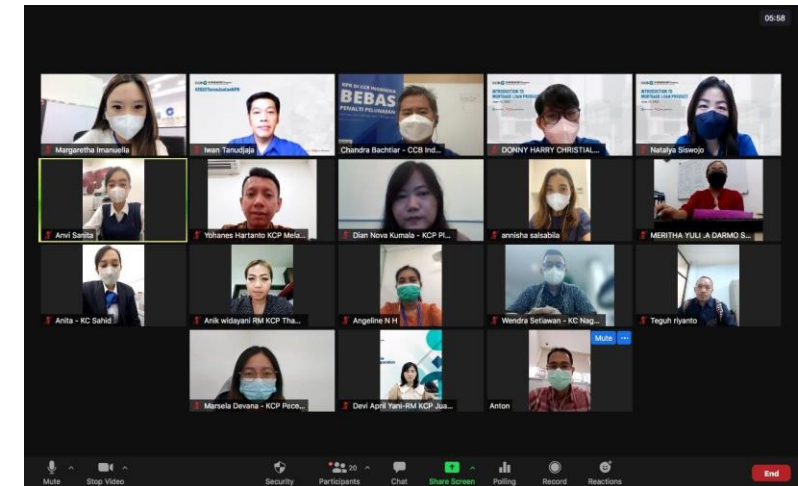 05:58
Margaretha Imanuella
Iwan Tanudjaja
BEBAS
PENALTI PELUNASAN
Chandra Bachtiar - CCB Ind...
INTRODUCTION TO
MORTGAGE LOAN PRODUCT
DONNY HARRY CHRISTIAL...
INTRODUCTION TO
MORTGAGE LOAN PRODUCT
Natalya Siswojo
Anvi Sanita
Yohanes Hartanto KCP Mela...
Dian Nova Kumala - KCP Pl...
annisha salsabila
MERITHA YULI .A DARMO S...
Anita - KC Sahid
Anik widayani RM KCP Tha...
Angeline N H
Wendra Setiawan - KC Nag...
Teguh riyanto
Marsela Devana - KCP Pece...
Devi April Yani-RM KCP Jua...
Mute ...
Anton
Mute
Stop Video
Security
Participants
20
Chat
Share Screen
Polling
Record
Reactions
End